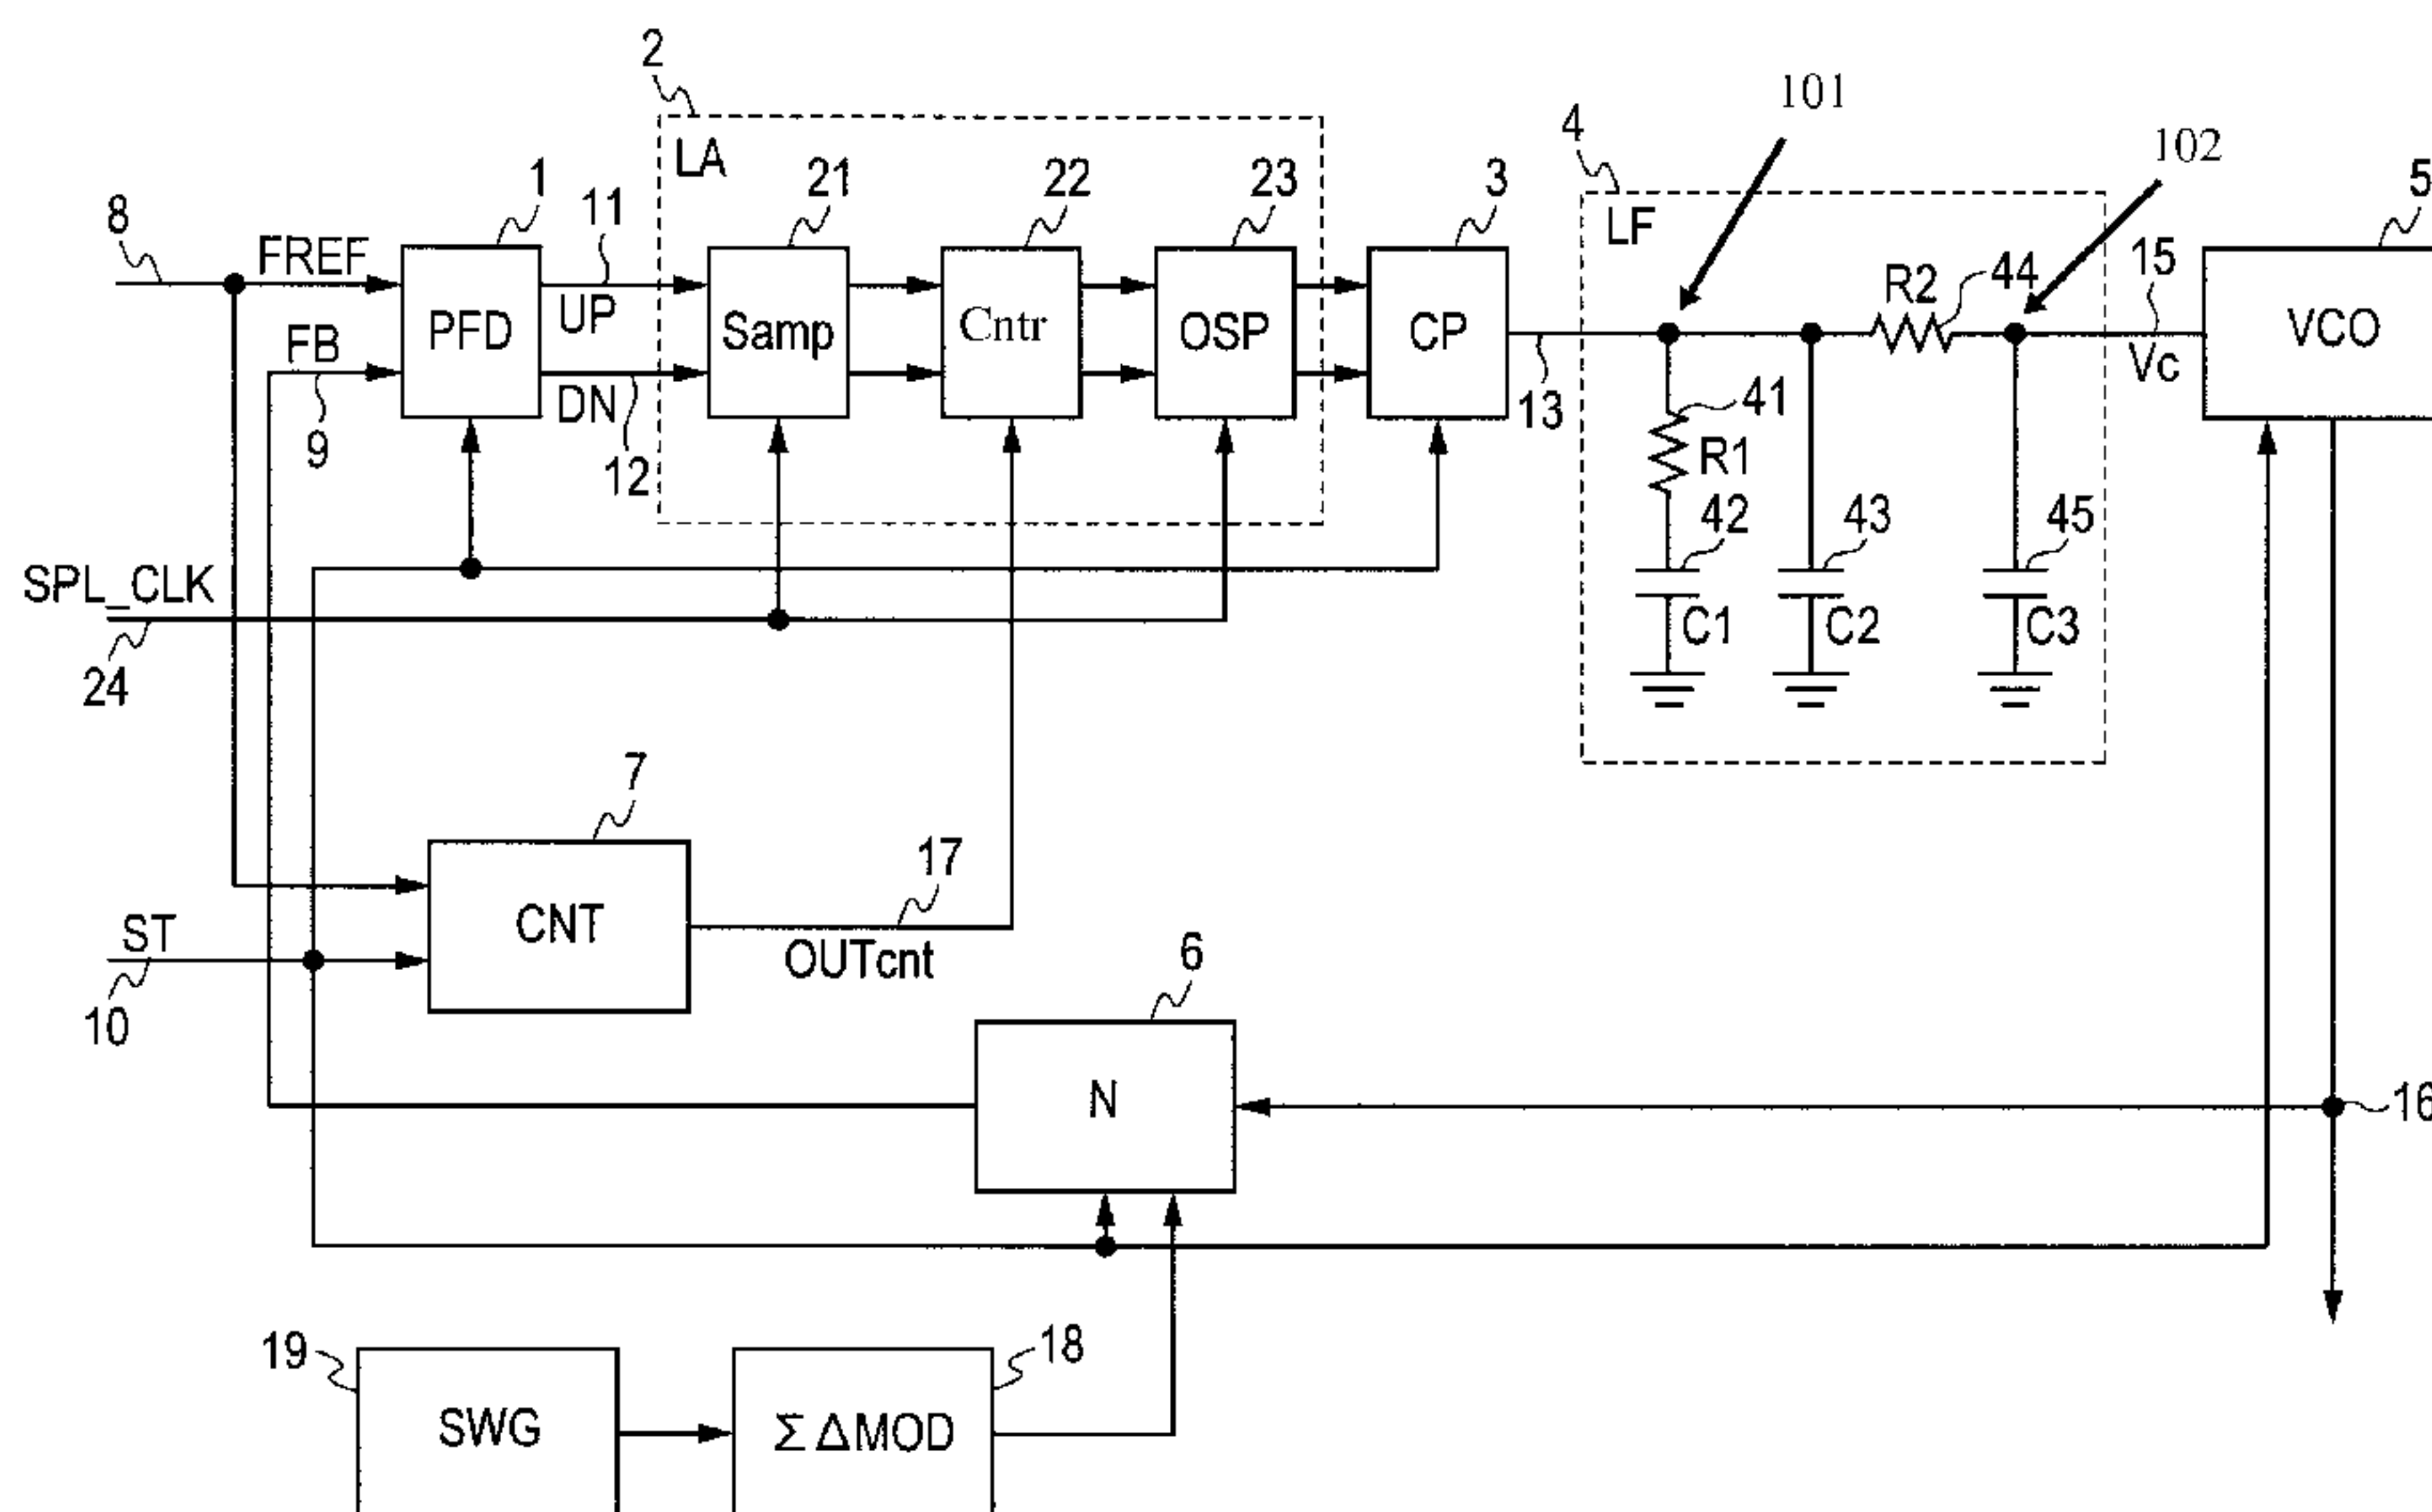 2
101
4
102
LA
1
11
21
22
23
3
LF
15
5
8
FREF
R2
44
PFD
UP
Samp
Cntr
OSP
CP
VCO
FB
Vc
DN
13
41
9
12
R1
42
43
45
SPL_CLK
C1
C2
C3
24
7
17
CNT
ST
OUTcnt
6
10
N
16
19
18
SWG
ΣΔMOD